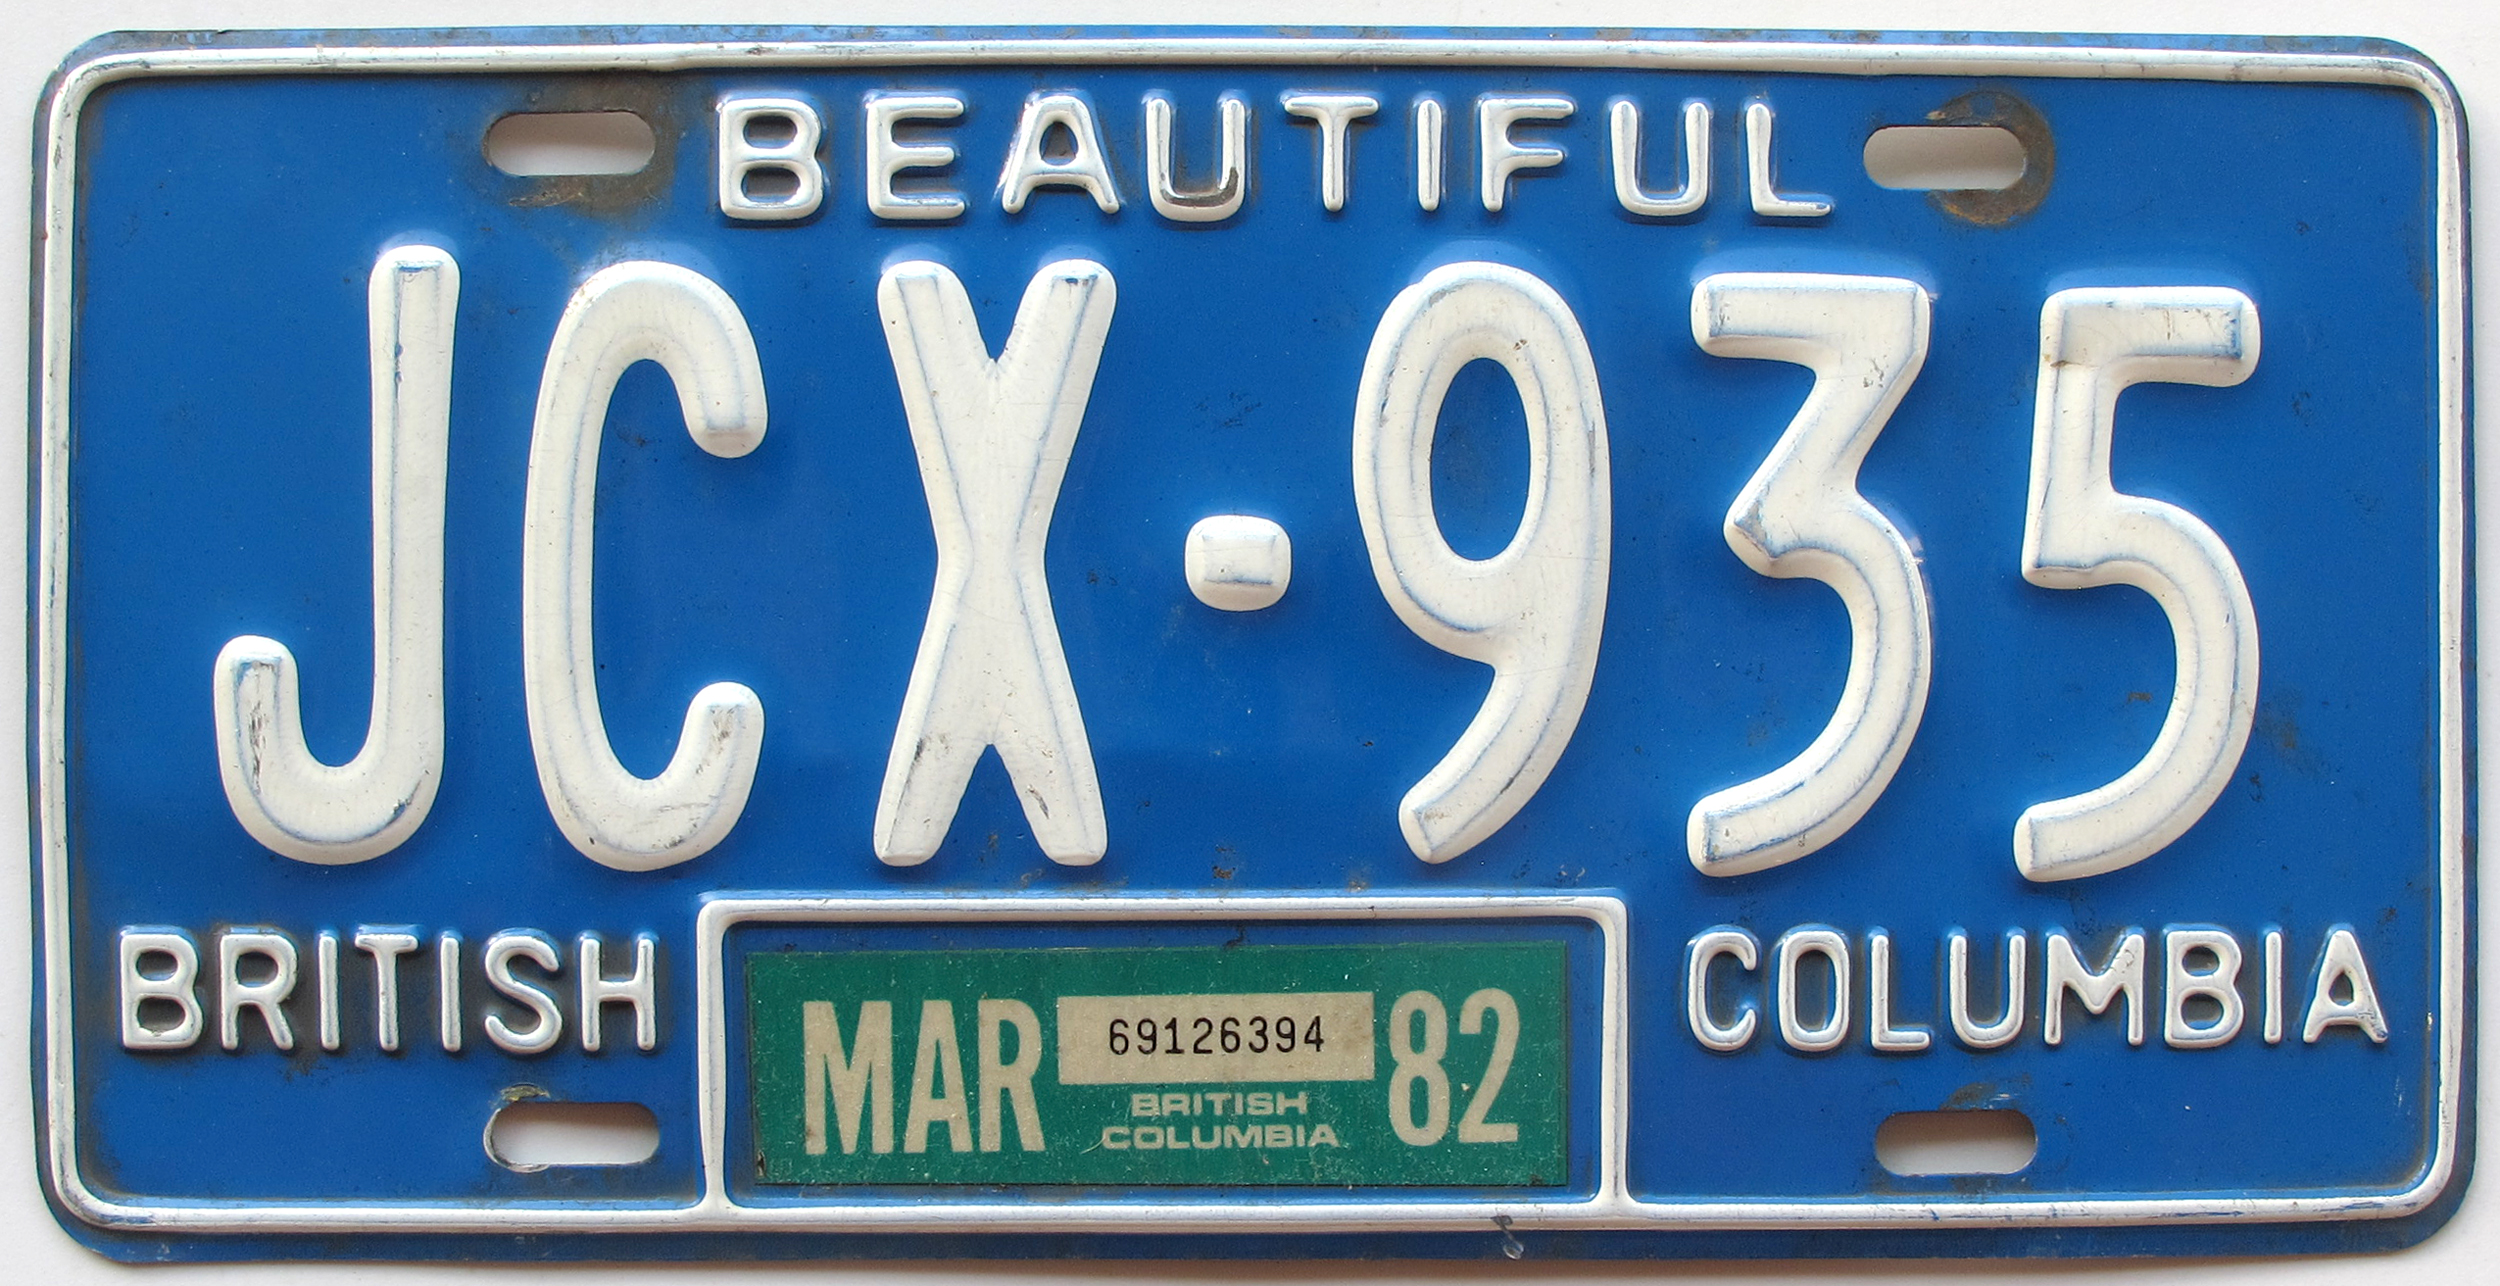 BEAUTIFUL
JCX·935
BRITISH
COLUMBIA
MAR 69126394 82
BRITISH
COLUMBIA